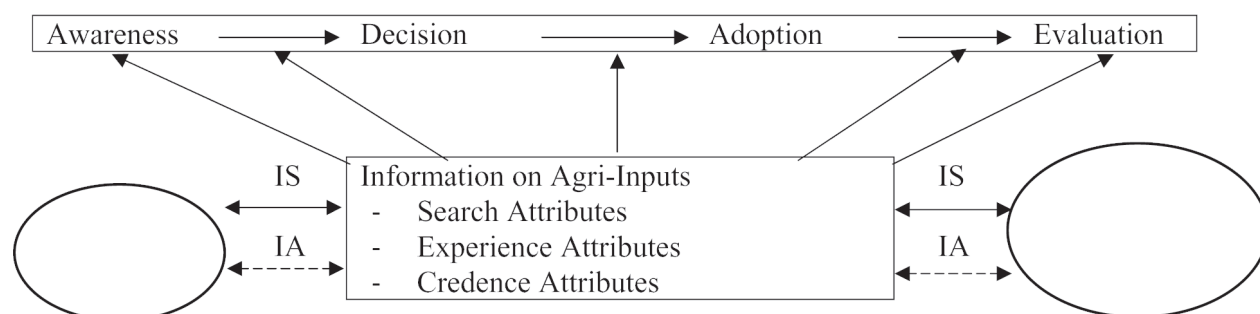 Awareness Decision Adoption Evaluation
IS
IA
Information on Agri-Inputs
- Search Attributes
- Experience Attributes
- Credence Attributes
IS
IA